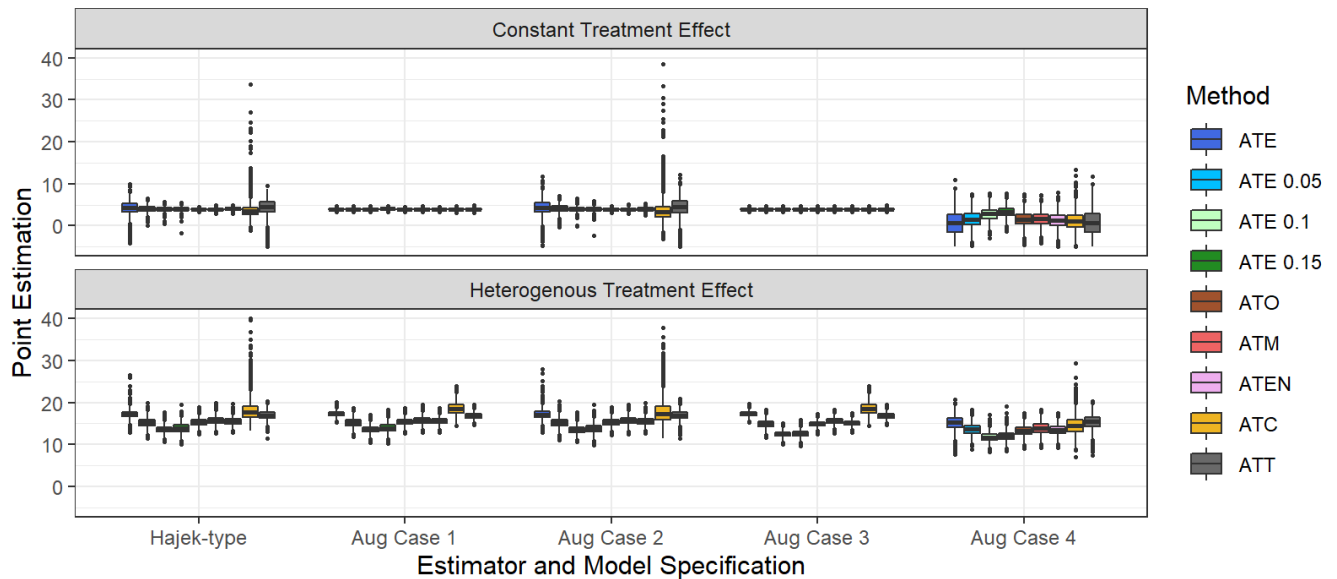 Constant Treatment Effect
40
30
20
10
0
Heterogenous Treatment Effect
40
30
20
10
0
Point Estimation
Hajek-type
Aug Case 1
Aug Case 2
Aug Case 3
Aug Case 4
Estimator and Model Specification
Method
ATE
ATE 0.05
ATE 0.1
ATE 0.15
ATO
ATM
ATEN
ATC
ATT